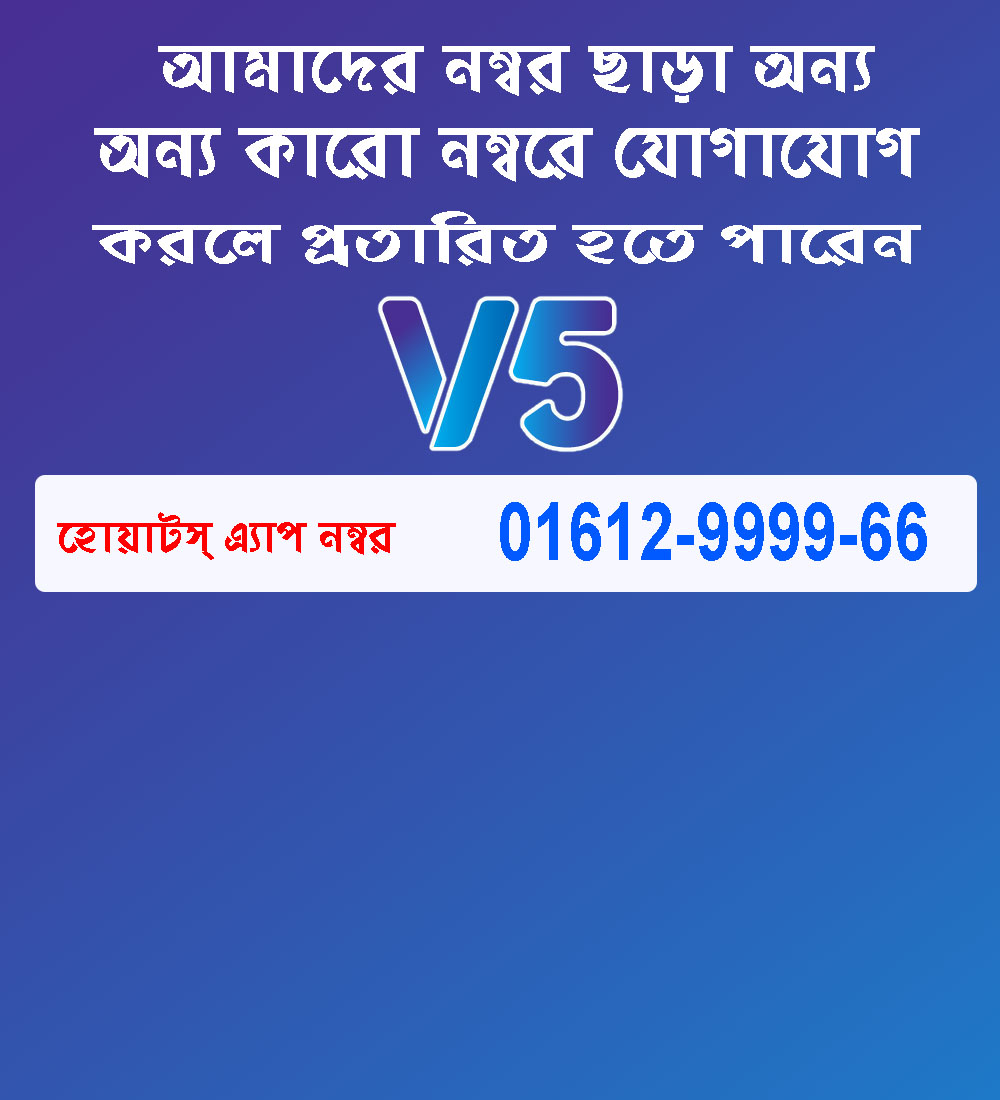 আমাদের নম্বর ছাড়া অন্য
অন্য কারো নম্বরে যোগাযোগ
করলে প্রতারিত হতে পারেন
V5
হোয়াটস্ এ্যাপ নম্বর 01612-9999-66